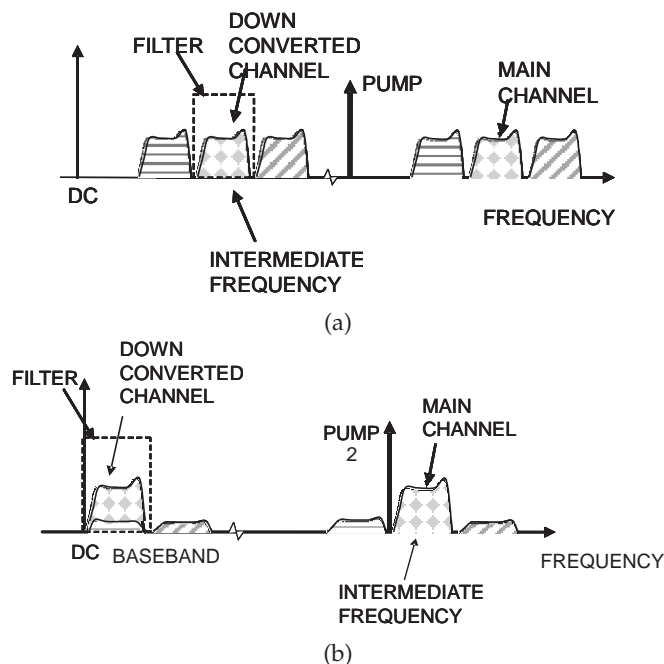 DOWN
CONVERTED
CHANNEL
FILTER
PUMP
MAIN
CHANNEL
DC
FREQUENCY
INTERMEDIATE
FREQUENCY
(a)
DOWN
CONVERTED
CHANNEL
FILTER
PUMP
2
MAIN
CHANNEL
DC
BASEBAND
FREQUENCY
INTERMEDIATE
FREQUENCY
(b)